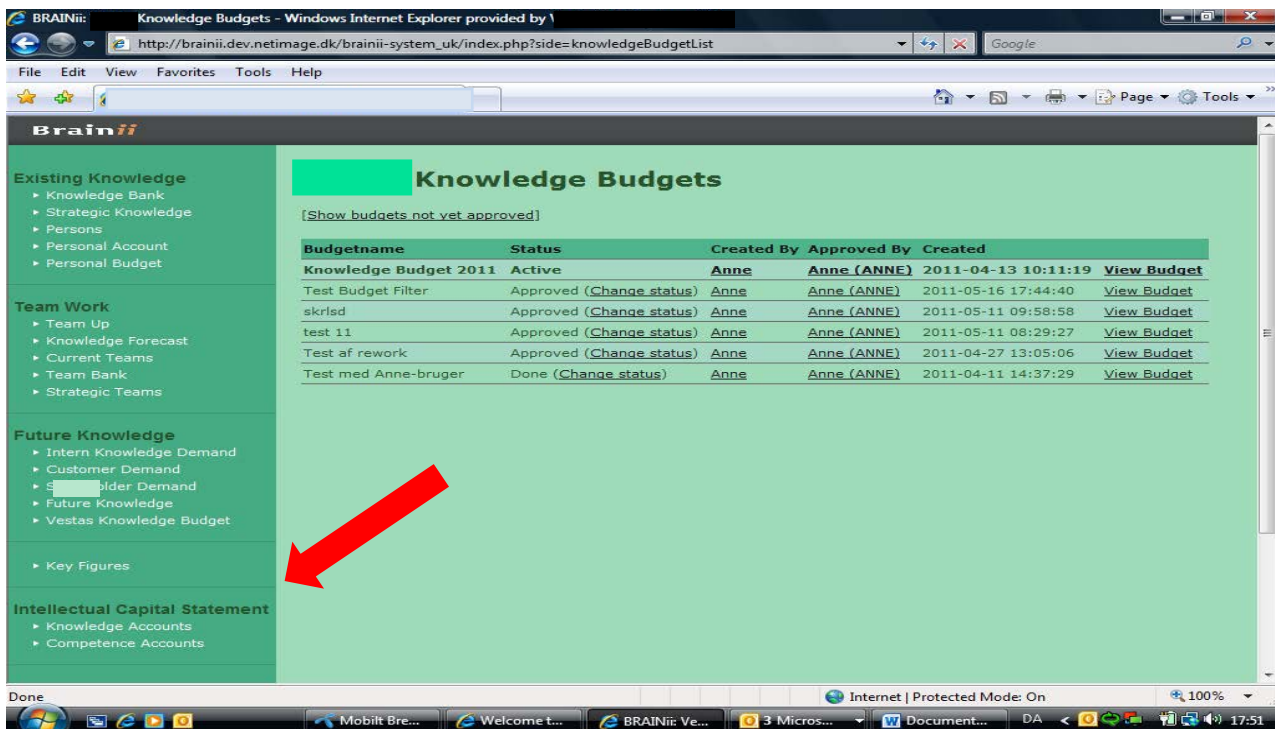 BRAINii: Knowledge Budgets - Windows Internet Explorer provided by
http://brainii.dev.netimage.dk/brainii-system_uk/index.php?side=knowledgeBudgetList
Google
File Edit View Favorites Tools Help
Page Tools
Brainii
Existing Knowledge
Knowledge Bank
Strategic Knowledge
Persons
Personal Account
Personal Budget
Team Work
Team Up
Knowledge Forecast
Current Teams
Team Bank
Strategic Teams
Future Knowledge
Intern Knowledge Demand
Customer Demand
Demand
Future Knowledge
Vestas Knowledge Budget
Key Figures
Intellectual Capital Statement
Knowledge Accounts
Competence Accounts
Knowledge Budgets
[Show budgets not yet approved]
Budgetname Status Created By Approved By Created
Knowledge Budget 2011 Active Anne Anne (ANNE) 2011-04-13 10:11:19 View Budget
Test Budget Filter Approved (Change status) Anne Anne (ANNE) 2011-05-16 17:44:40 View Budget
skrlsd Approved (Change status) Anne Anne (ANNE) 2011-05-11 09:58:58 View Budget
test 11 Approved (Change status) Anne Anne (ANNE) 2011-05-11 08:29:27 View Budget
Test af rework Approved (Change status) Anne Anne (ANNE) 2011-04-27 13:05:06 View Budget
Test med Anne-bruger Done (Change status) Anne Anne (ANNE) 2011-04-11 14:37:29 View Budget
Done Internet | Protected Mode: On 100%
Mobilt Bre... Welcome t... BRAINii: Ve... 3 Micros... Document... DA 17:51